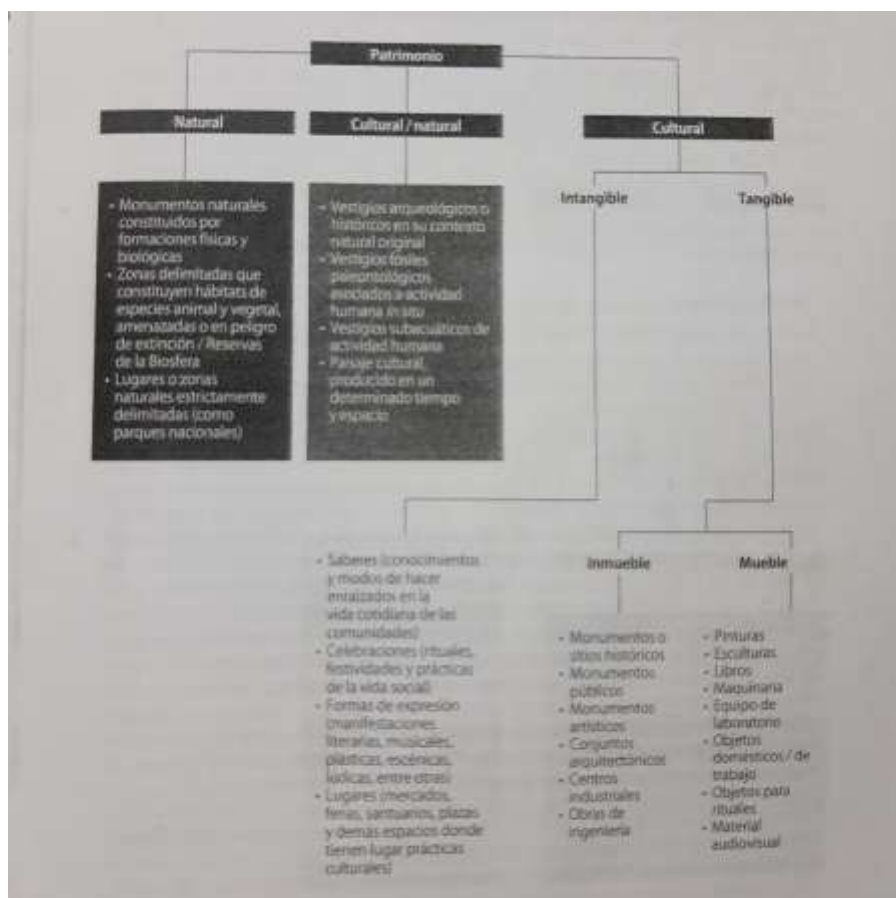 Patrimonio
Natural
Cultural / natural
Cultural
• Monumentos naturales
constituidos por
formaciones físicas y
biológicas
• Zonas delimitadas que
constituyen hábitats de
especies animal y vegetal,
amenazadas o en peligro
de extinción / Reservas
de la Biosfera
• Lugares o zonas
naturales estrictamente
delimitadas (como
parques nacionales)
• Vestigios arqueológicos o
históricos en su contexto
natural original
• Vestigios fósiles
paleontológicos
asociados a actividad
humana in situ
• Vestigios subacuáticos de
actividad humana
• Paisaje cultural,
producido en un
determinado tiempo
y espacio
Intangible
Tangible
• Saberes (conocimientos
y modos de hacer
enraizados en la
vida cotidiana de las
comunidades)
• Celebraciones (rituales,
festividades y prácticas
de la vida social)
• Formas de expresión
(manifestaciones
literarias, musicales,
plásticas, escénicas,
lúdicas, entre otras)
• Lugares (mercados,
ferias, santuarios, plazas
y demás espacios donde
tienen lugar prácticas
culturales)
Inmueble
• Monumentos o
sitios históricos
• Monumentos
públicos
• Monumentos
artísticos
• Conjuntos
arquitectónicos
• Centros
industriales
• Obras de
ingeniería
Mueble
• Pinturas
• Esculturas
• Libros
• Maquinaria
• Equipo de
laboratorio
• Objetos
domésticos / de
trabajo
• Objetos para
rituales
• Material
audiovisual